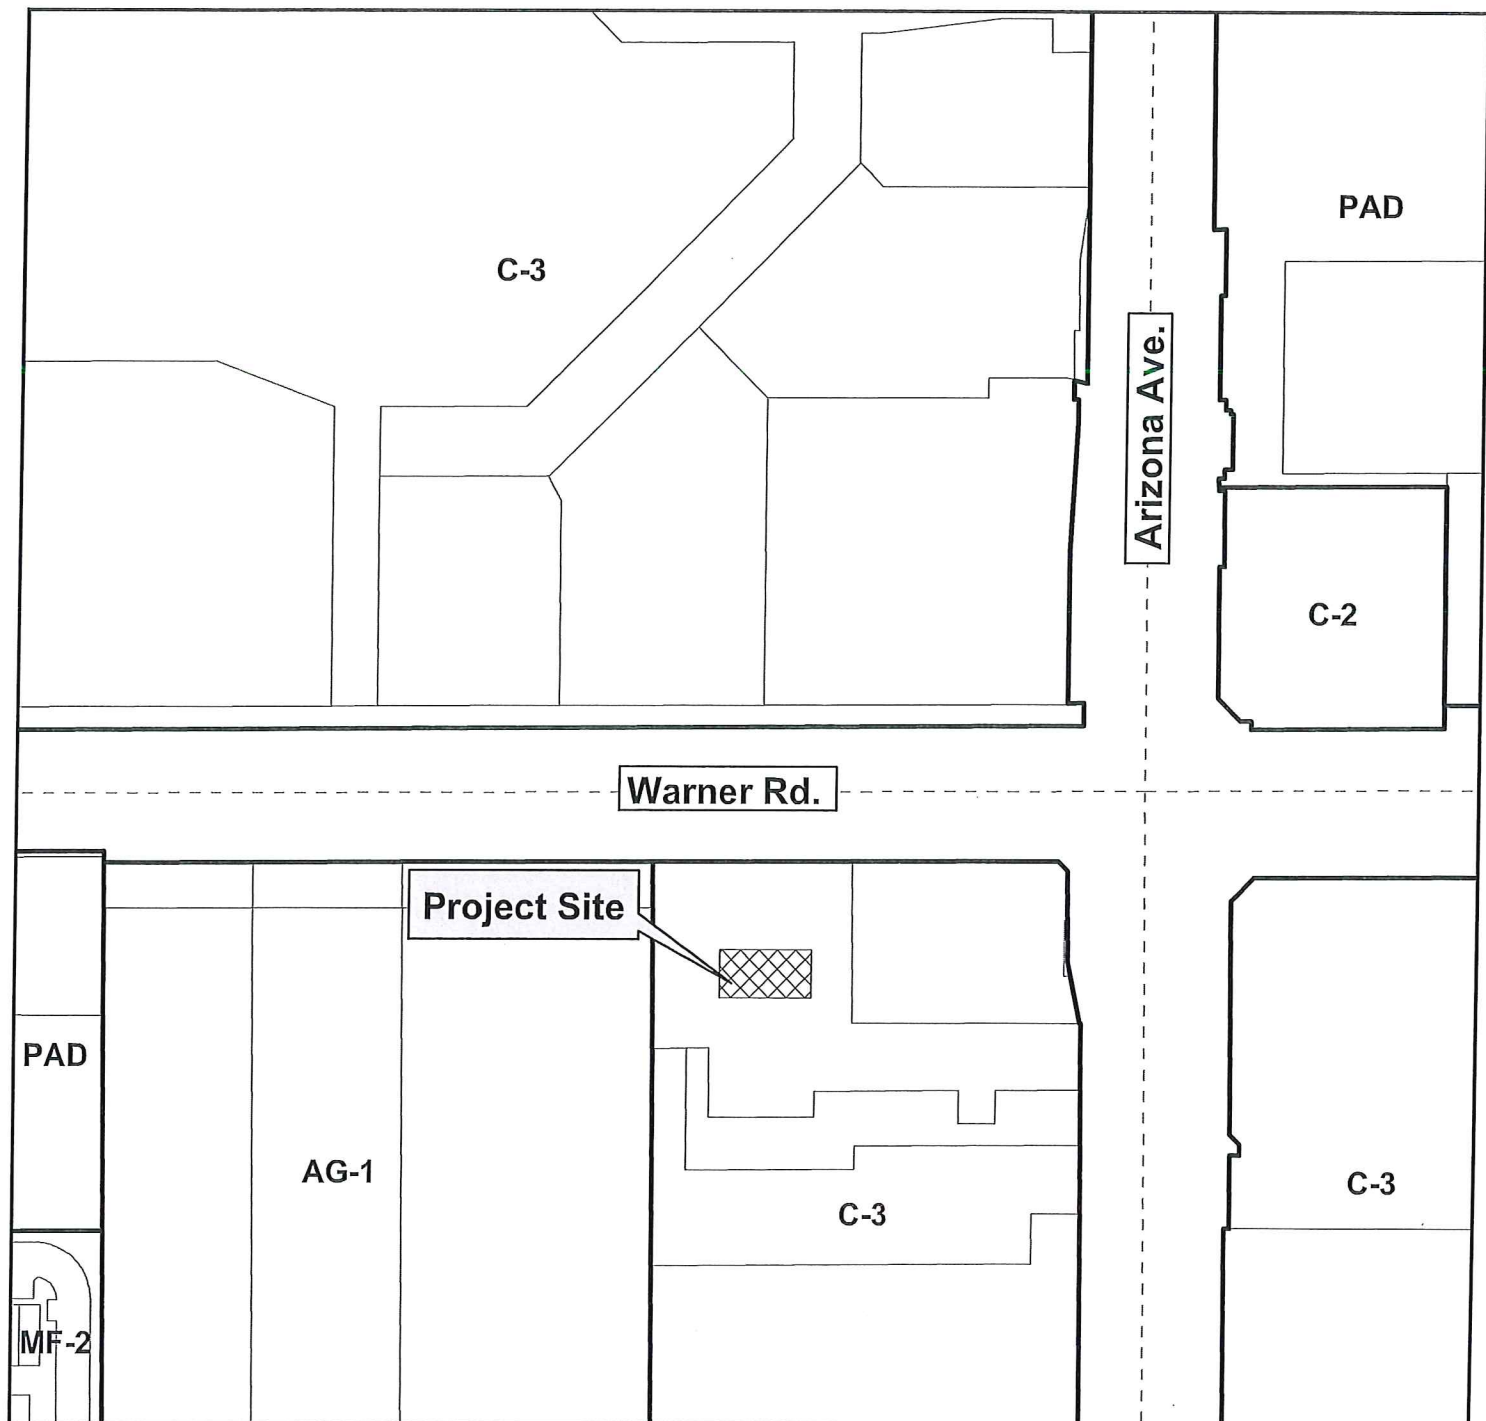 PAD
C-3
Arizona Ave.
C-2
Warner Rd.
Project Site
PAD
AG-1
C-3
C-3
MF-2